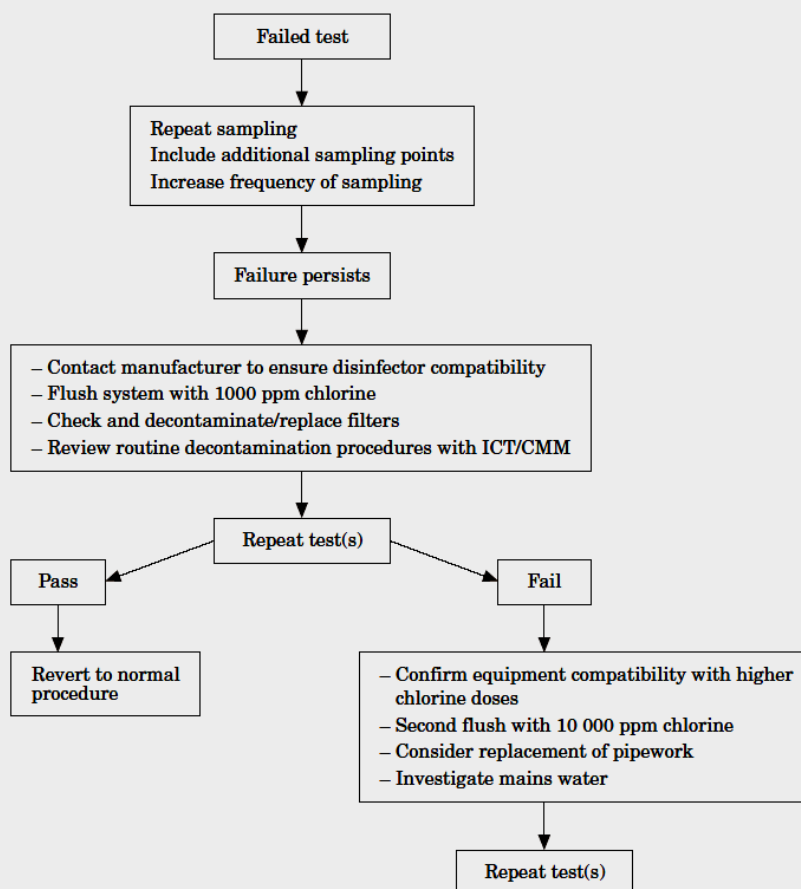 Failed test
Repeat sampling
Include additional sampling points
Increase frequency of sampling
Failure persists
– Contact manufacturer to ensure disinfector compatibility
– Flush system with 1000 ppm chlorine
– Check and decontaminate/replace filters
– Review routine decontamination procedures with ICT/CMM
Repeat test(s)
Pass
Fail
Revert to normal
procedure
– Confirm equipment compatibility with higher
chlorine doses
– Second flush with 10 000 ppm chlorine
– Consider replacement of pipework
– Investigate mains water
Repeat test(s)